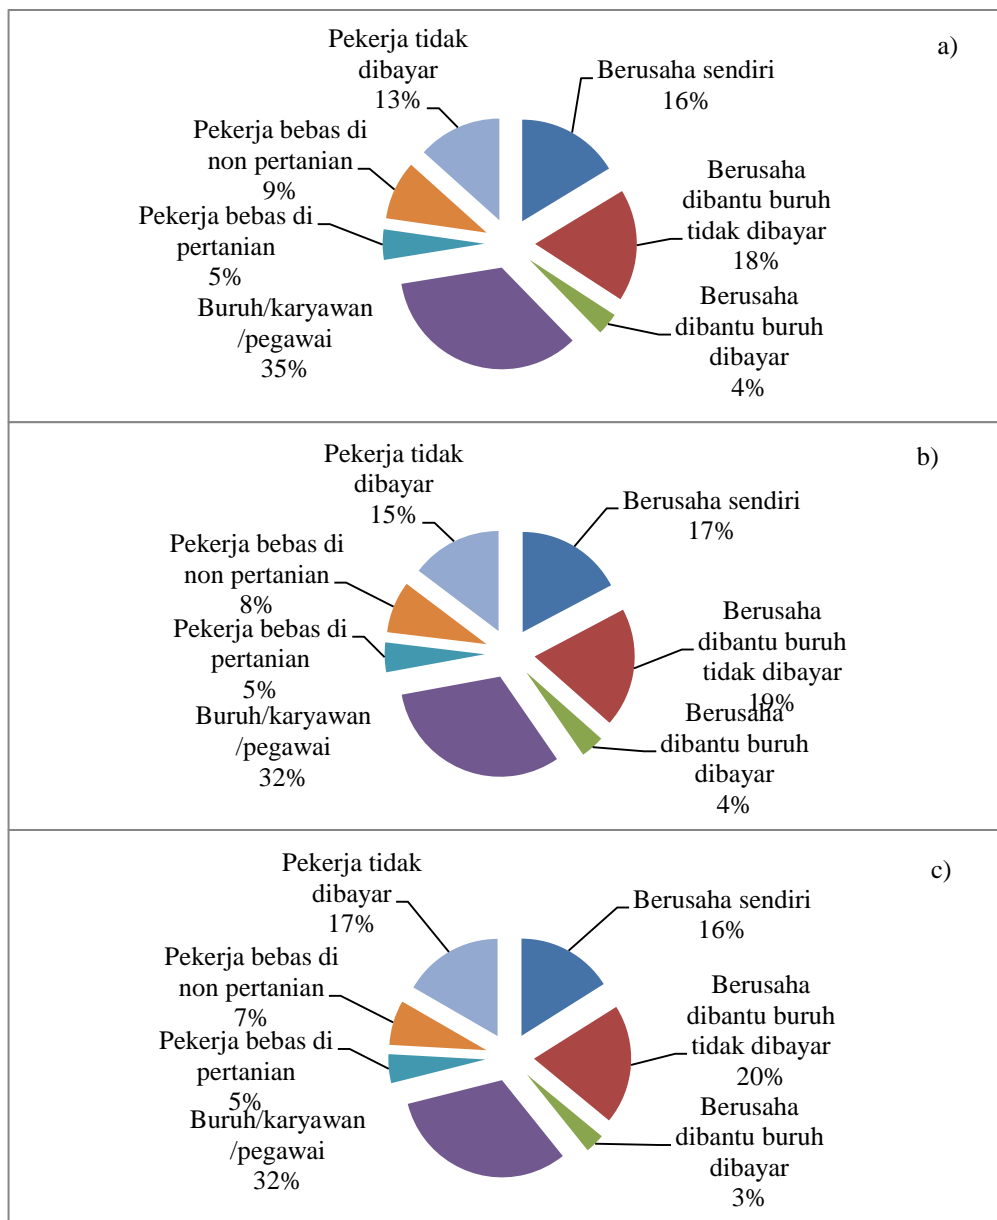 a)
Pekerja tidak
dibayar
13%
Berusaha sendiri
16%
Pekerja bebas di
non pertanian
9%
Berusaha
dibantu buruh
tidak dibayar
18%
Pekerja bebas di
pertanian
5%
Berusaha
dibantu buruh
dibayar
4%
Buruh/karyawan
/pegawai
35%
b)
Pekerja tidak
dibayar
15%
Berusaha sendiri
17%
Pekerja bebas di
non pertanian
8%
Berusaha
dibantu buruh
tidak dibayar
19%
Pekerja bebas di
pertanian
5%
Berusaha
dibantu buruh
dibayar
4%
Buruh/karyawan
/pegawai
32%
c)
Pekerja tidak
dibayar
17%
Berusaha sendiri
16%
Pekerja bebas di
non pertanian
7%
Berusaha
dibantu buruh
tidak dibayar
20%
Pekerja bebas di
pertanian
5%
Berusaha
dibantu buruh
dibayar
3%
Buruh/karyawan
/pegawai
32%